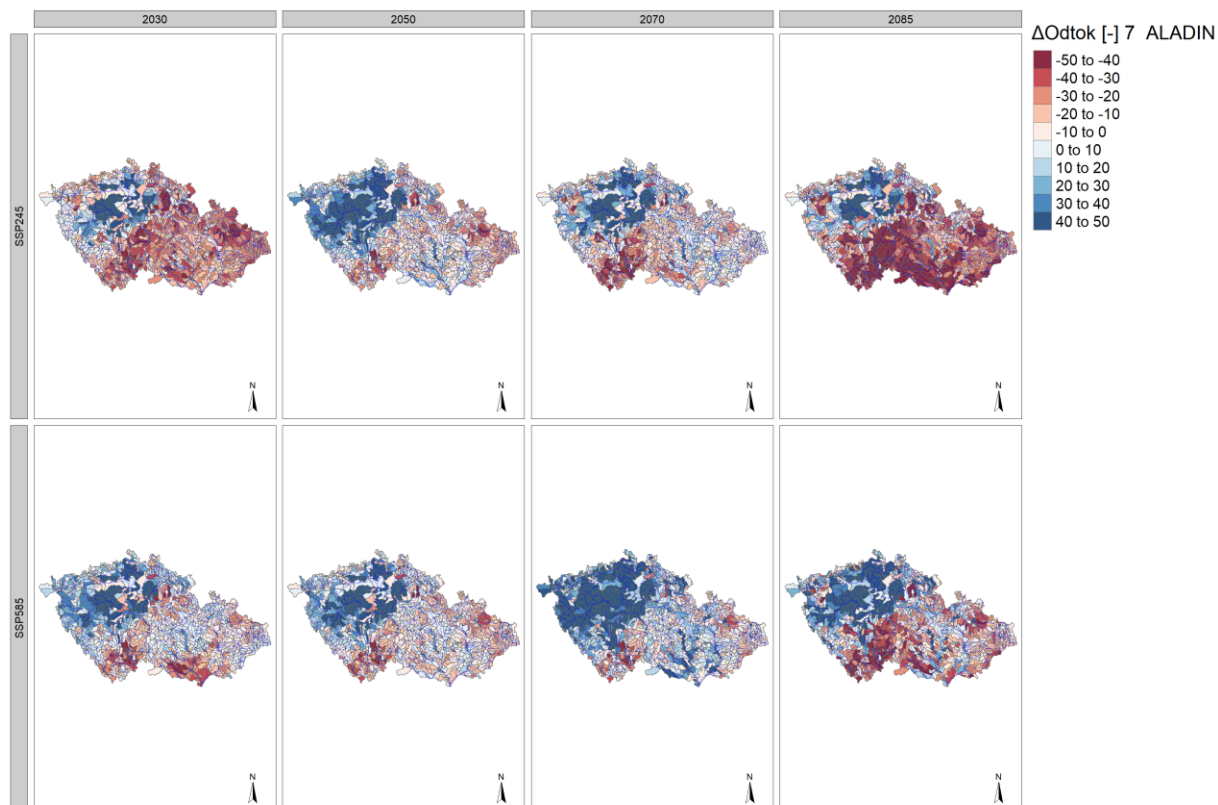 2030
2050
2070
2085
ΔOdtok [-] 7 ALADIN
-50 to -40
-40 to -30
-30 to -20
-20 to -10
-10 to 0
0 to 10
10 to 20
20 to 30
30 to 40
40 to 50
SSP245
N
N
N
N
SSP585
N
N
N
N